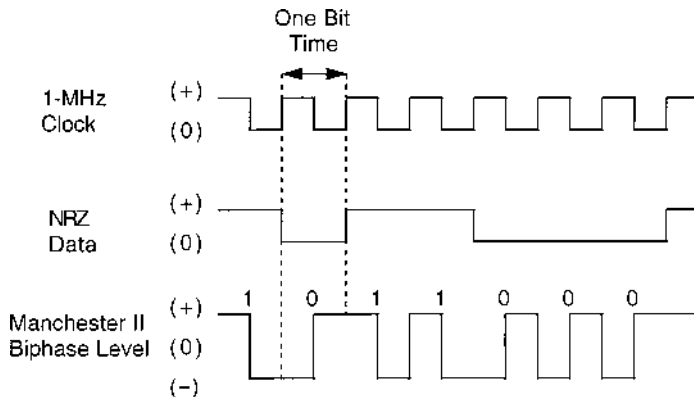 One Bit
Time
1-MHz
Clock
(+)
(0)
NRZ
Data
(+)
(0)
1 0 1 1 0 0 0
Manchester II
Biphase Level
(+)
(0)
(-)